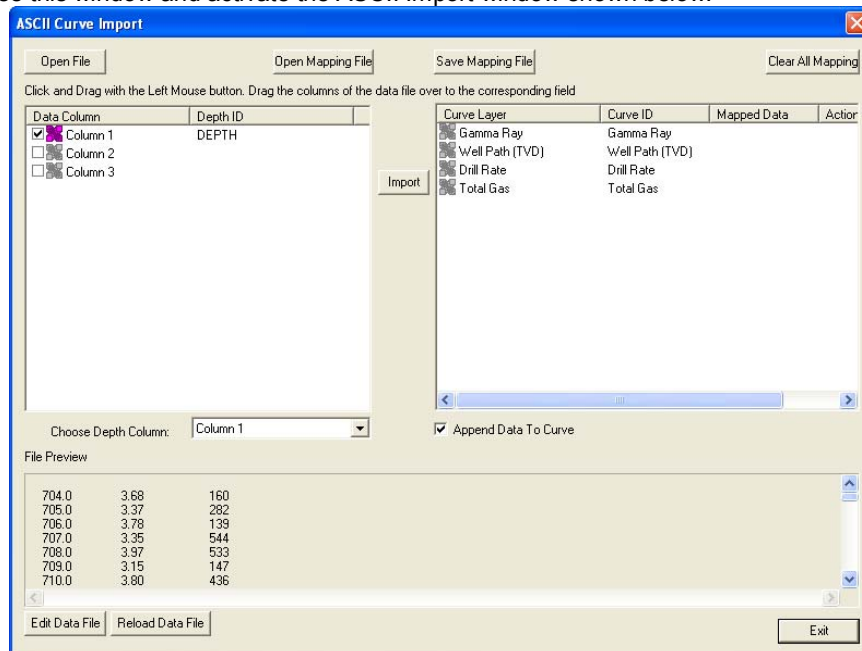 ASCII Curve Import
Open File Open Mapping File Save Mapping File Clear All Mapping
Click and Drag with the Left Mouse button. Drag the columns of the data file over to the corresponding field
Data Column Depth ID
Column 1 DEPTH
Column 2
Column 3
Import
Curve Layer Curve ID Mapped Data Action
Gamma Ray Gamma Ray
Well Path (TVD) Well Path (TVD)
Drill Rate Drill Rate
Total Gas Total Gas
Choose Depth Column: Column 1
Append Data To Curve
File Preview
704.0 3.68 160
705.0 3.37 282
706.0 3.78 139
707.0 3.35 544
708.0 3.97 533
709.0 3.15 147
710.0 3.80 436
Edit Data File Reload Data File Exit